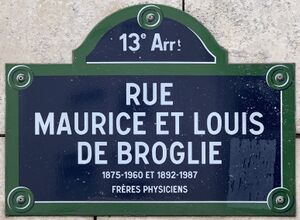 13e Arrt
RUE
MAURICE ET LOUIS
DE BROGLIE
1875-1960 ET 1892-1987
FRÈRES PHYSICIENS